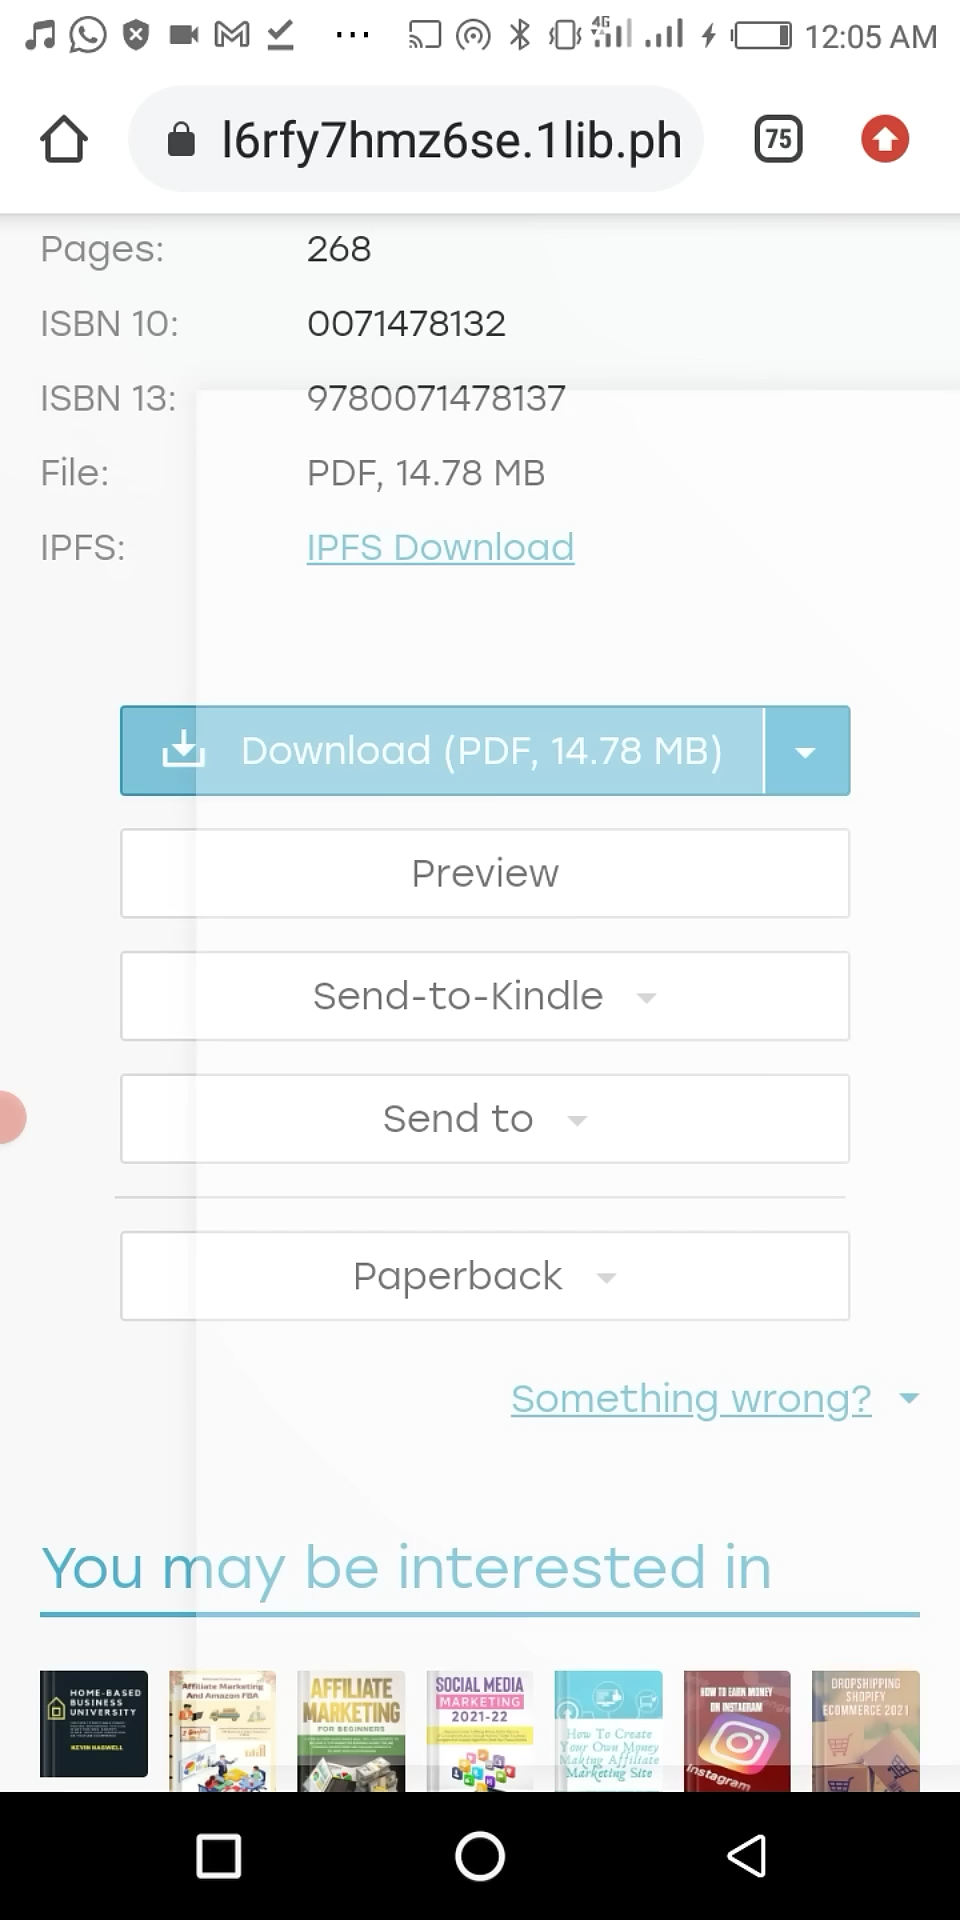 4G
12:05 AM
l6rfy7hmz6se.1lib.ph
75
Pages: 268
ISBN 10: 0071478132
ISBN 13: 9780071478137
File: PDF, 14.78 MB
IPFS: IPFS Download
Download (PDF, 14.78 MB)
Preview
Send-to-Kindle
Send to
Paperback
Something wrong?
You may be interested in
HOME-BASED
BUSINESS
UNIVERSITY
KEVIN HASWELL
Affiliate Marketing
And Amazon FBA
AFFILIATE
MARKETING
FOR BEGINNERS
SOCIAL MEDIA
MARKETING
2021-22
How To Create
Your Own Money
Making Affiliate
Marketing Site
HOW TO EARN MONEY
ON INSTAGRAM
Instagram
DROPSHIPPING
SHOPIFY
ECOMMERCE 2021